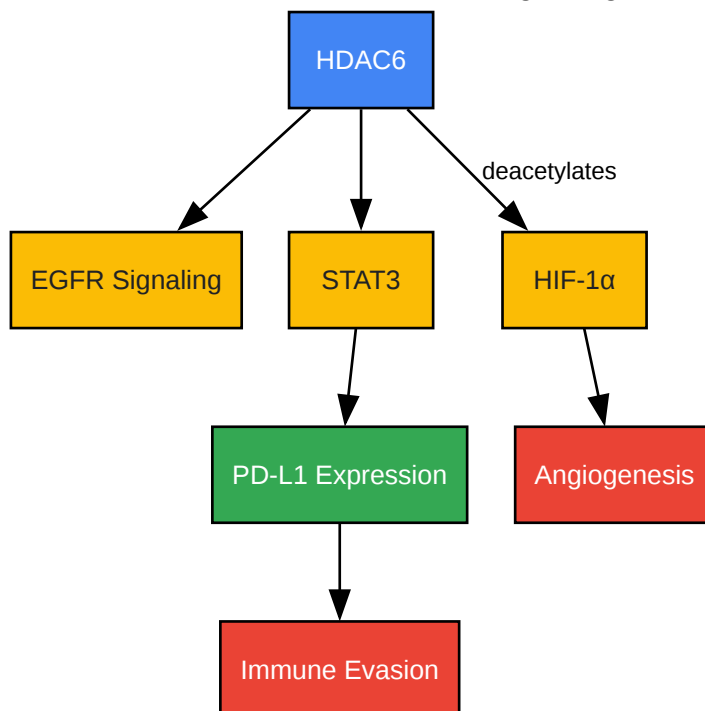 HDAC6
deacetylates
EGFR Signaling
STAT3
HIF-1α
PD-L1 Expression
Angiogenesis
Immune Evasion